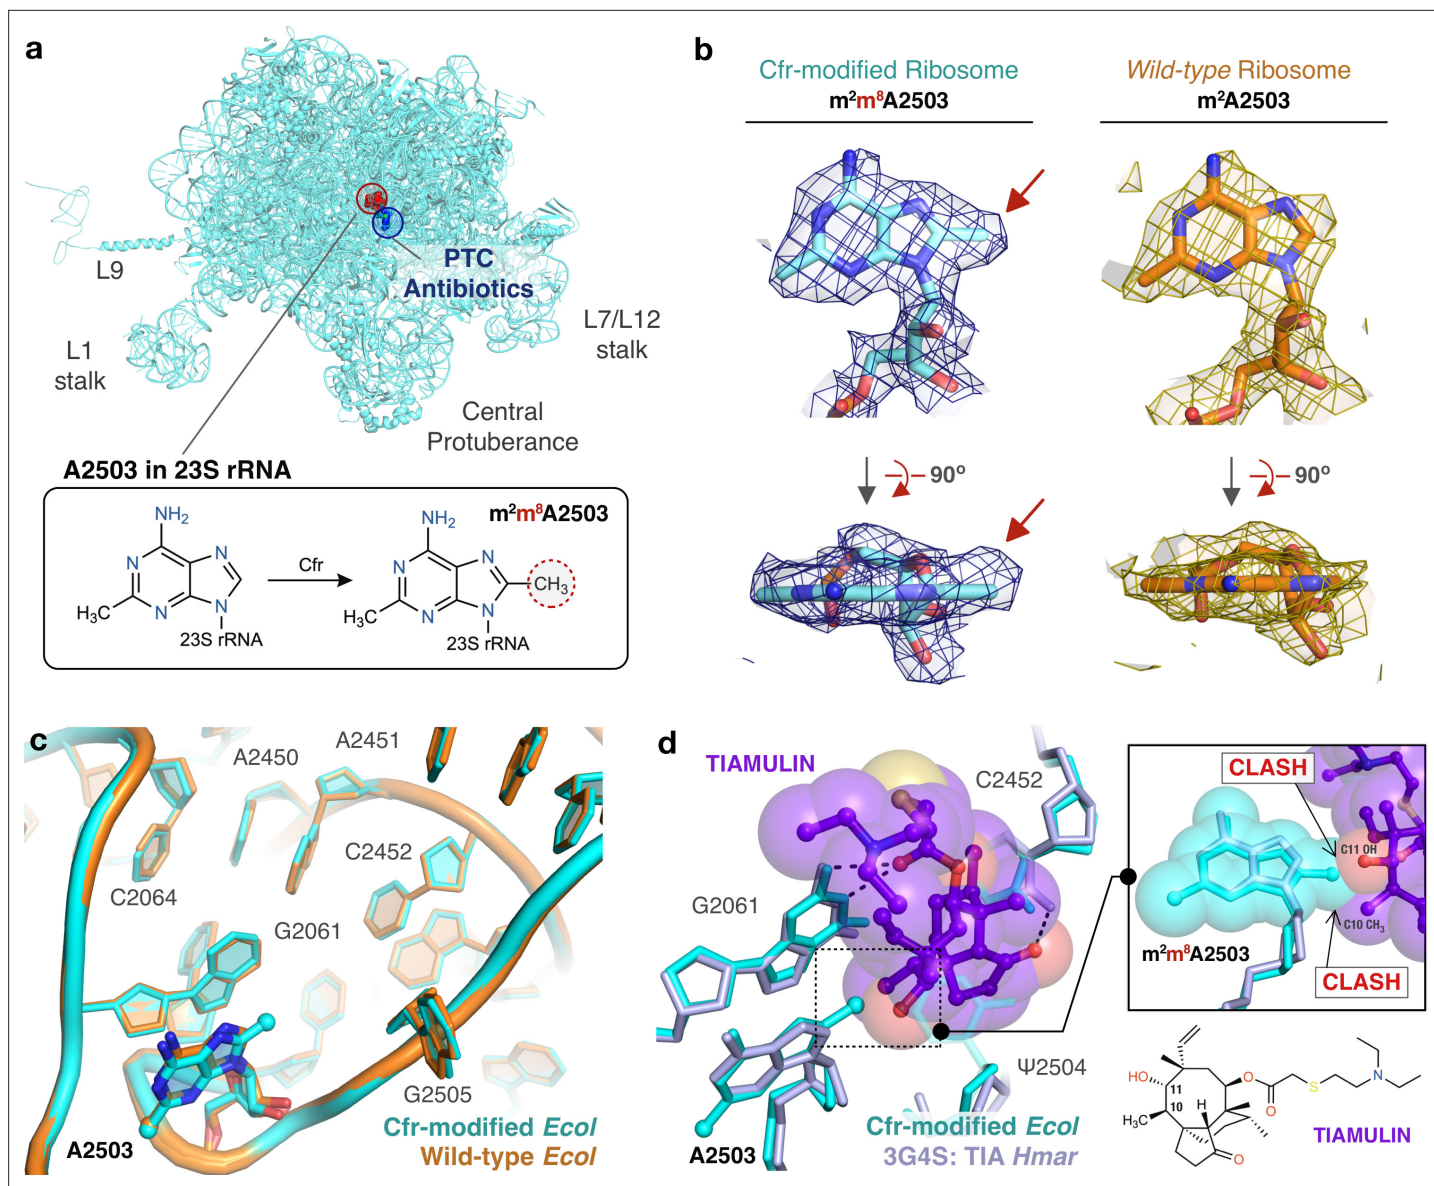 a
L9
PTC
Antibiotics
L1
stalk
L7/L12
stalk
Central
Protuberance
A2503 in 23S rRNA
NH₂
N
N
N
N
H₃C
23S rRNA
Cfr
m²m⁸A2503
NH₂
N
N
N
N
CH₃
H₃C
23S rRNA
b
Cfr-modified Ribosome
m²m⁸A2503
Wild-type Ribosome
m²A2503
90º
90º
c
A2450
A2451
C2452
C2064
G2061
G2505
A2503
Cfr-modified Ecol
Wild-type Ecol
d
TIAMULIN
C2452
G2061
Ψ2504
A2503
Cfr-modified Ecol
3G4S: TIA Hmar
CLASH
C11 OH
C10 CH₃
m²m⁸A2503
CLASH
HO
11
10
H
H₃C
O
O
O
S
N
TIAMULIN